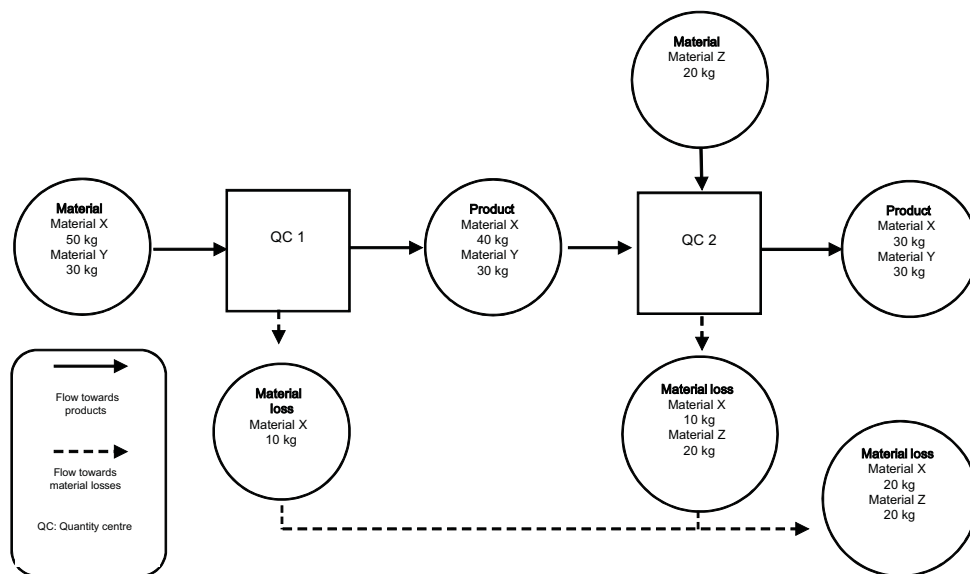 Material
Material Z
20 kg
Material
Material X
50 kg
Material Y
30 kg
QC 1
Product
Material X
40 kg
Material Y
30 kg
QC 2
Product
Material X
30 kg
Material Y
30 kg
Flow towards
products
Flow towards
material losses
QC: Quantity centre
Material
loss
Material X
10 kg
Material loss
Material X
10 kg
Material Z
20 kg
Material loss
Material X
20 kg
Material Z
20 kg